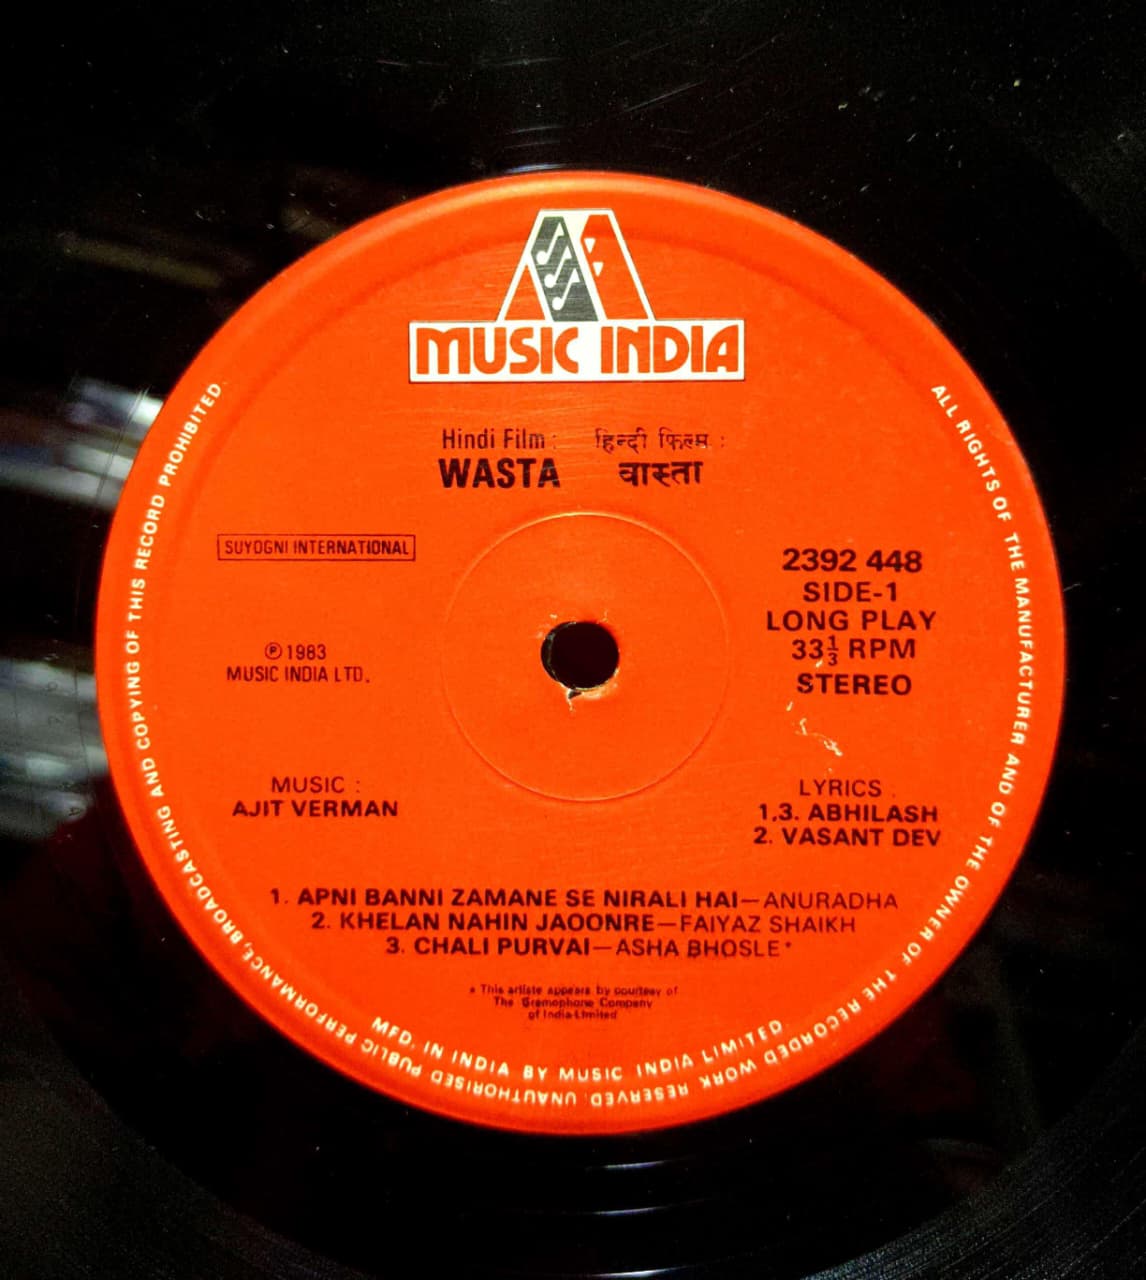 MUSIC INDIA
Hindi Film :
हिन्दी फिल्म :
WASTA
वास्ता
SUYOGNI INTERNATIONAL
2392 448
SIDE-1
LONG PLAY
33 1/3 RPM
STEREO
℗ 1983
MUSIC INDIA LTD.
MUSIC :
AJIT VERMAN
LYRICS :
1,3. ABHILASH
2. VASANT DEV
1. APNI BANNI ZAMANE SE NIRALI HAI—ANURADHA
2. KHELAN NAHIN JAOONRE—FAIYAZ SHAIKH
3. CHALI PURVAI—ASHA BHOSLE*
* This artiste appears by courtesy of
The Gramophone Company
of India Limited
MFD. IN INDIA BY MUSIC INDIA LIMITED
ALL RIGHTS OF THE MANUFACTURER AND OF THE OWNER OF THE RECORDED WORK RESERVED. UNAUTHORISED PUBLIC PERFORMANCE, BROADCASTING AND COPYING OF THIS RECORD PROHIBITED.